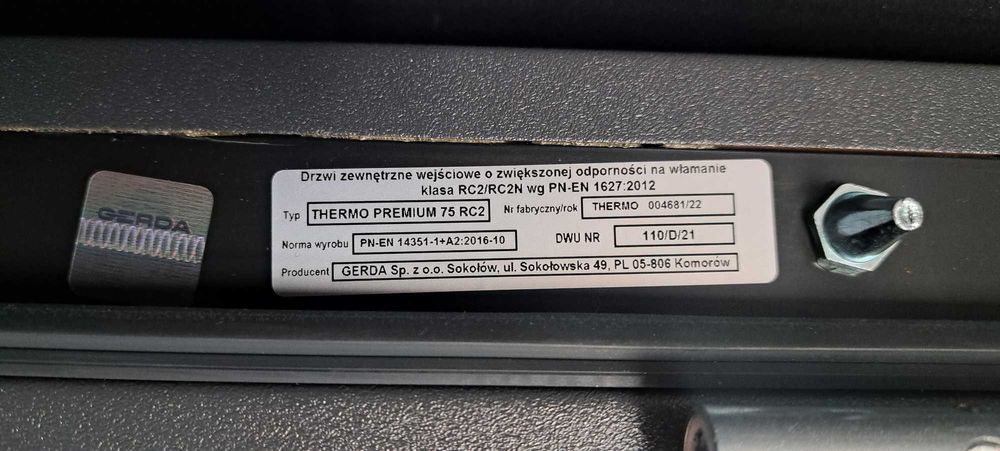 GERDA
Drzwi zewnętrzne wejściowe o zwiększonej odporności na włamanie
klasa RC2/RC2N wg PN-EN 1627:2012
Typ THERMO PREMIUM 75 RC2 Nr fabryczny/rok THERMO 004681/22
Norma wyrobu PN-EN 14351-1+A2:2016-10 DWU NR 110/D/21
Producent GERDA Sp. z o.o. Sokołów, ul. Sokołowska 49, PL 05-806 Komorów